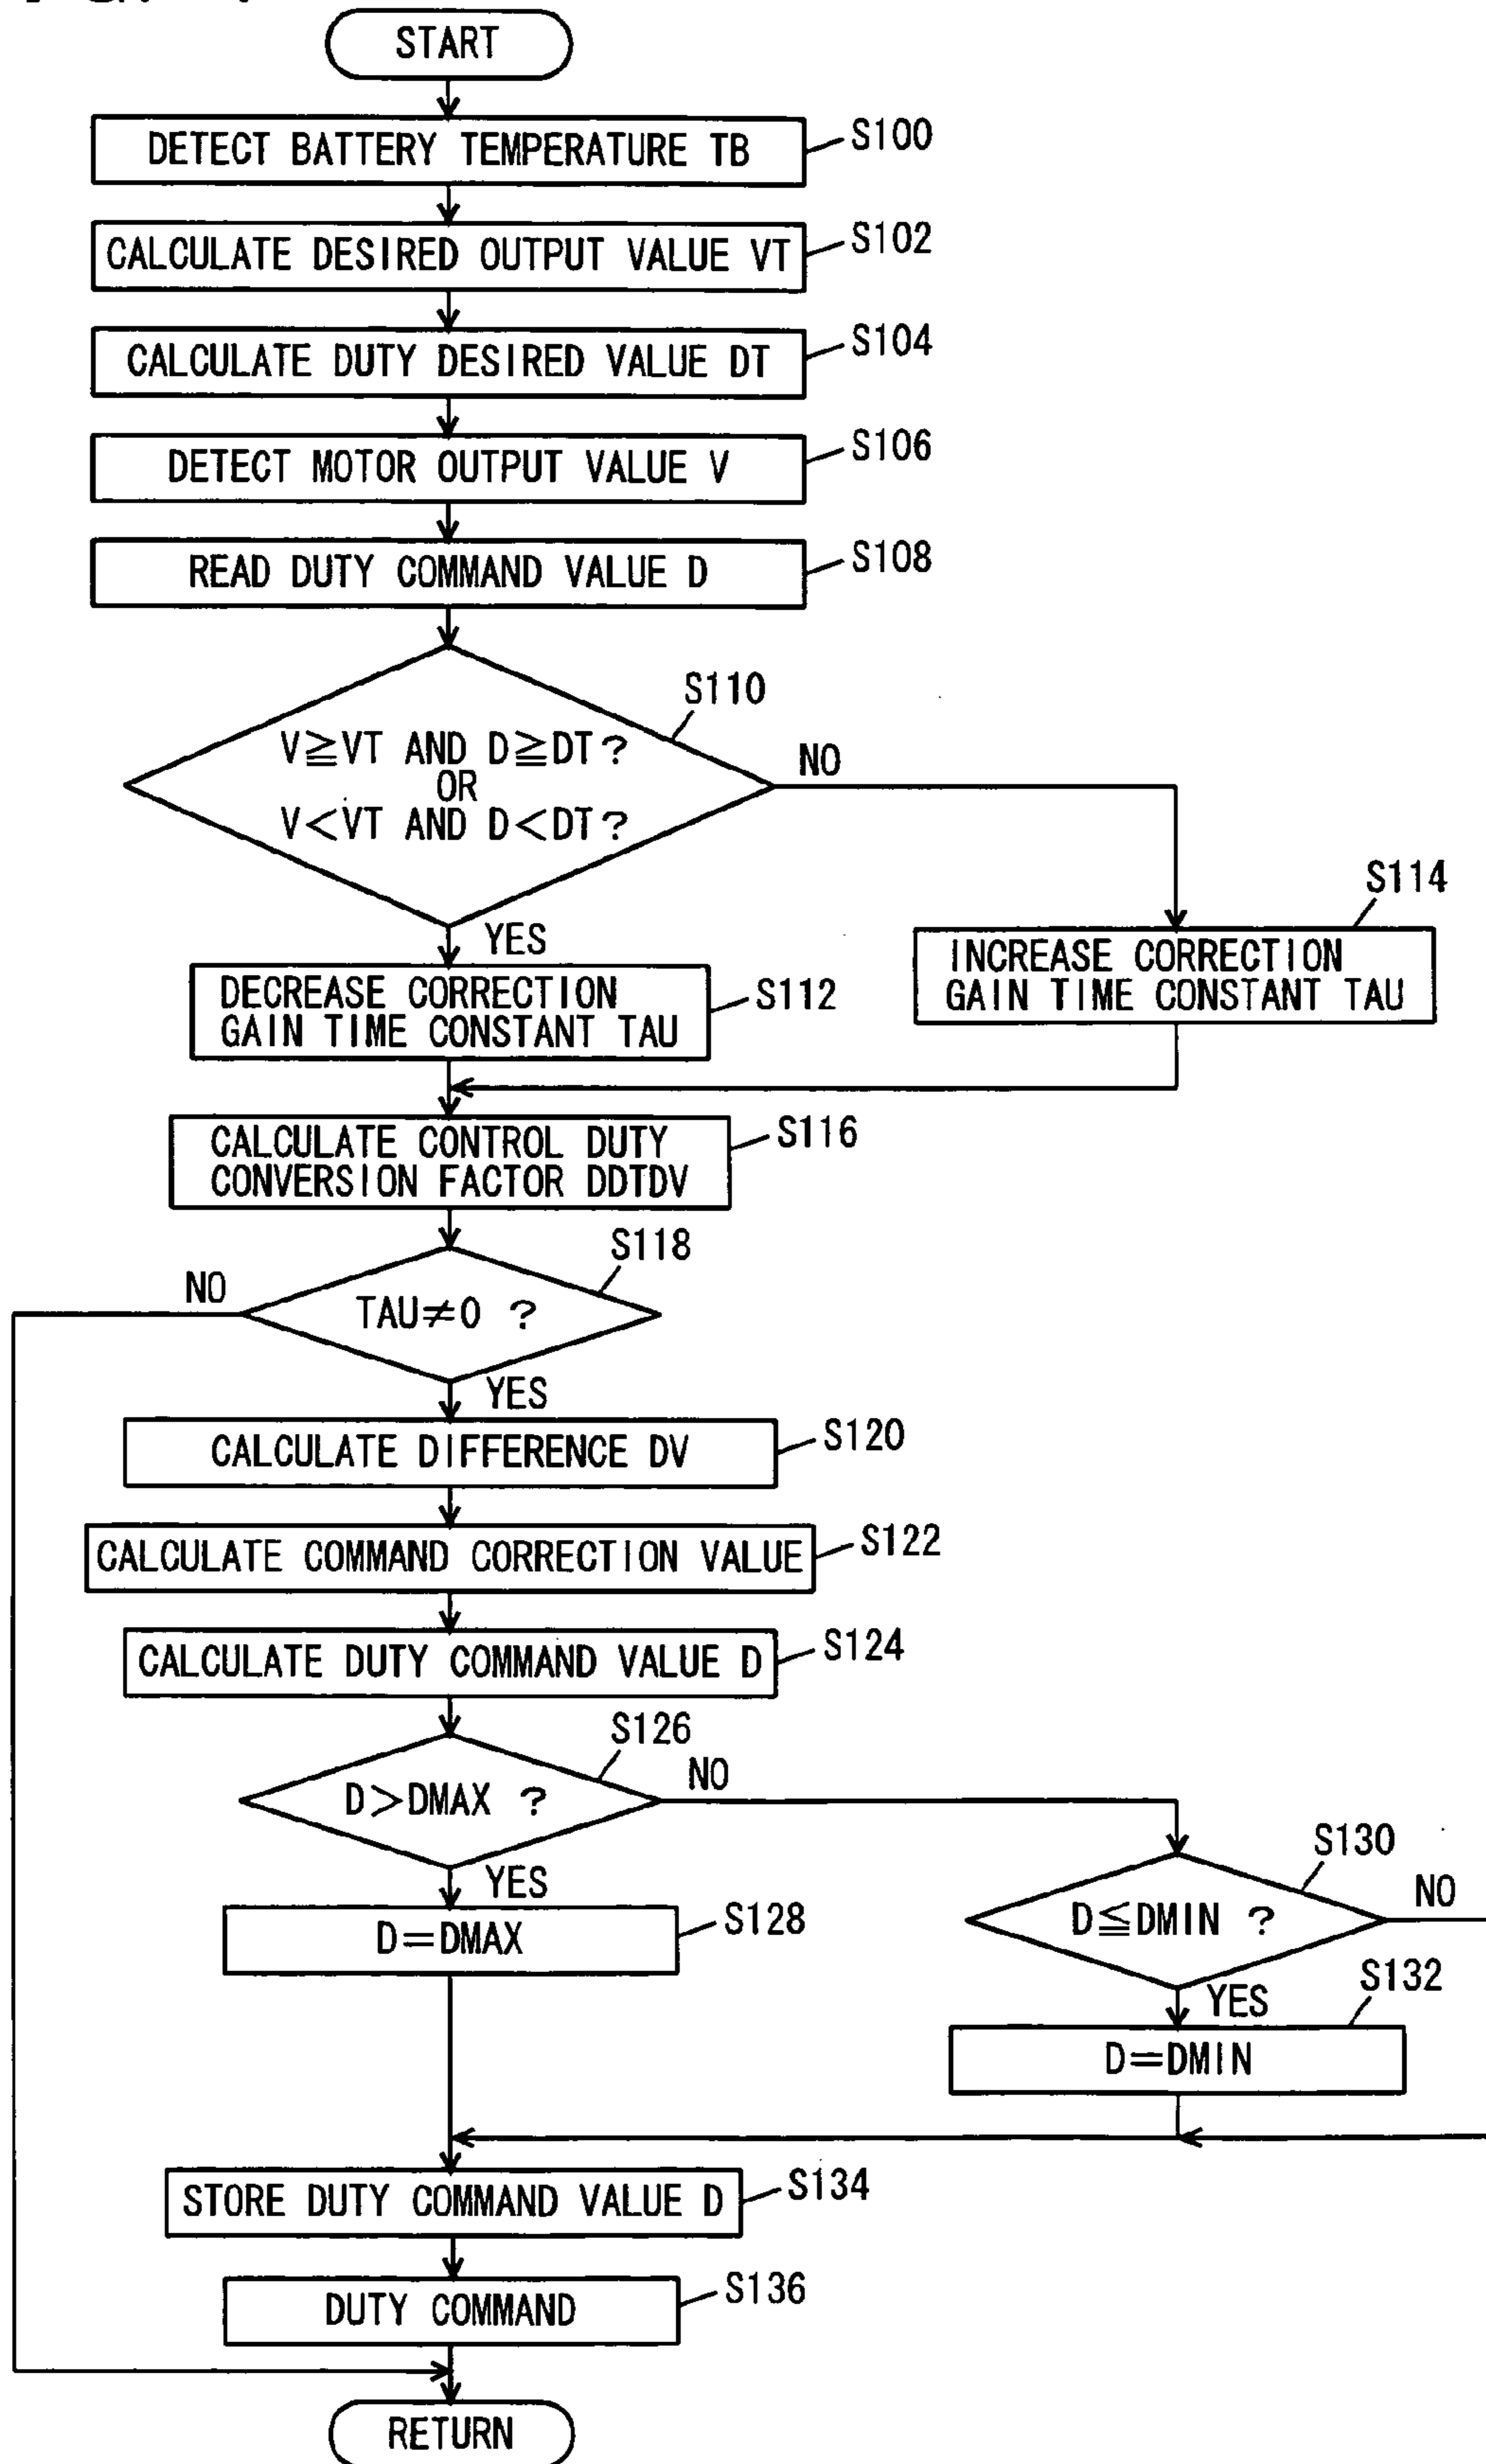 START
DETECT BATTERY TEMPERATURE TB
S100
CALCULATE DESIRED OUTPUT VALUE VT
S102
CALCULATE DUTY DESIRED VALUE DT
S104
DETECT MOTOR OUTPUT VALUE V
S106
READ DUTY COMMAND VALUE D
S108
S110
V≧VT AND D≧DT?
OR
V<VT AND D<DT?
NO
YES
S114
INCREASE CORRECTION
GAIN TIME CONSTANT TAU
DECREASE CORRECTION
GAIN TIME CONSTANT TAU
S112
CALCULATE CONTROL DUTY
CONVERSION FACTOR DDTDV
S116
S118
NO
TAU≠0 ?
YES
CALCULATE DIFFERENCE DV
S120
CALCULATE COMMAND CORRECTION VALUE
S122
CALCULATE DUTY COMMAND VALUE D
S124
S126
D>DMAX ?
NO
YES
S130
D≦DMIN ?
NO
YES
D=DMAX
S128
S132
D=DMIN
STORE DUTY COMMAND VALUE D
S134
DUTY COMMAND
S136
RETURN